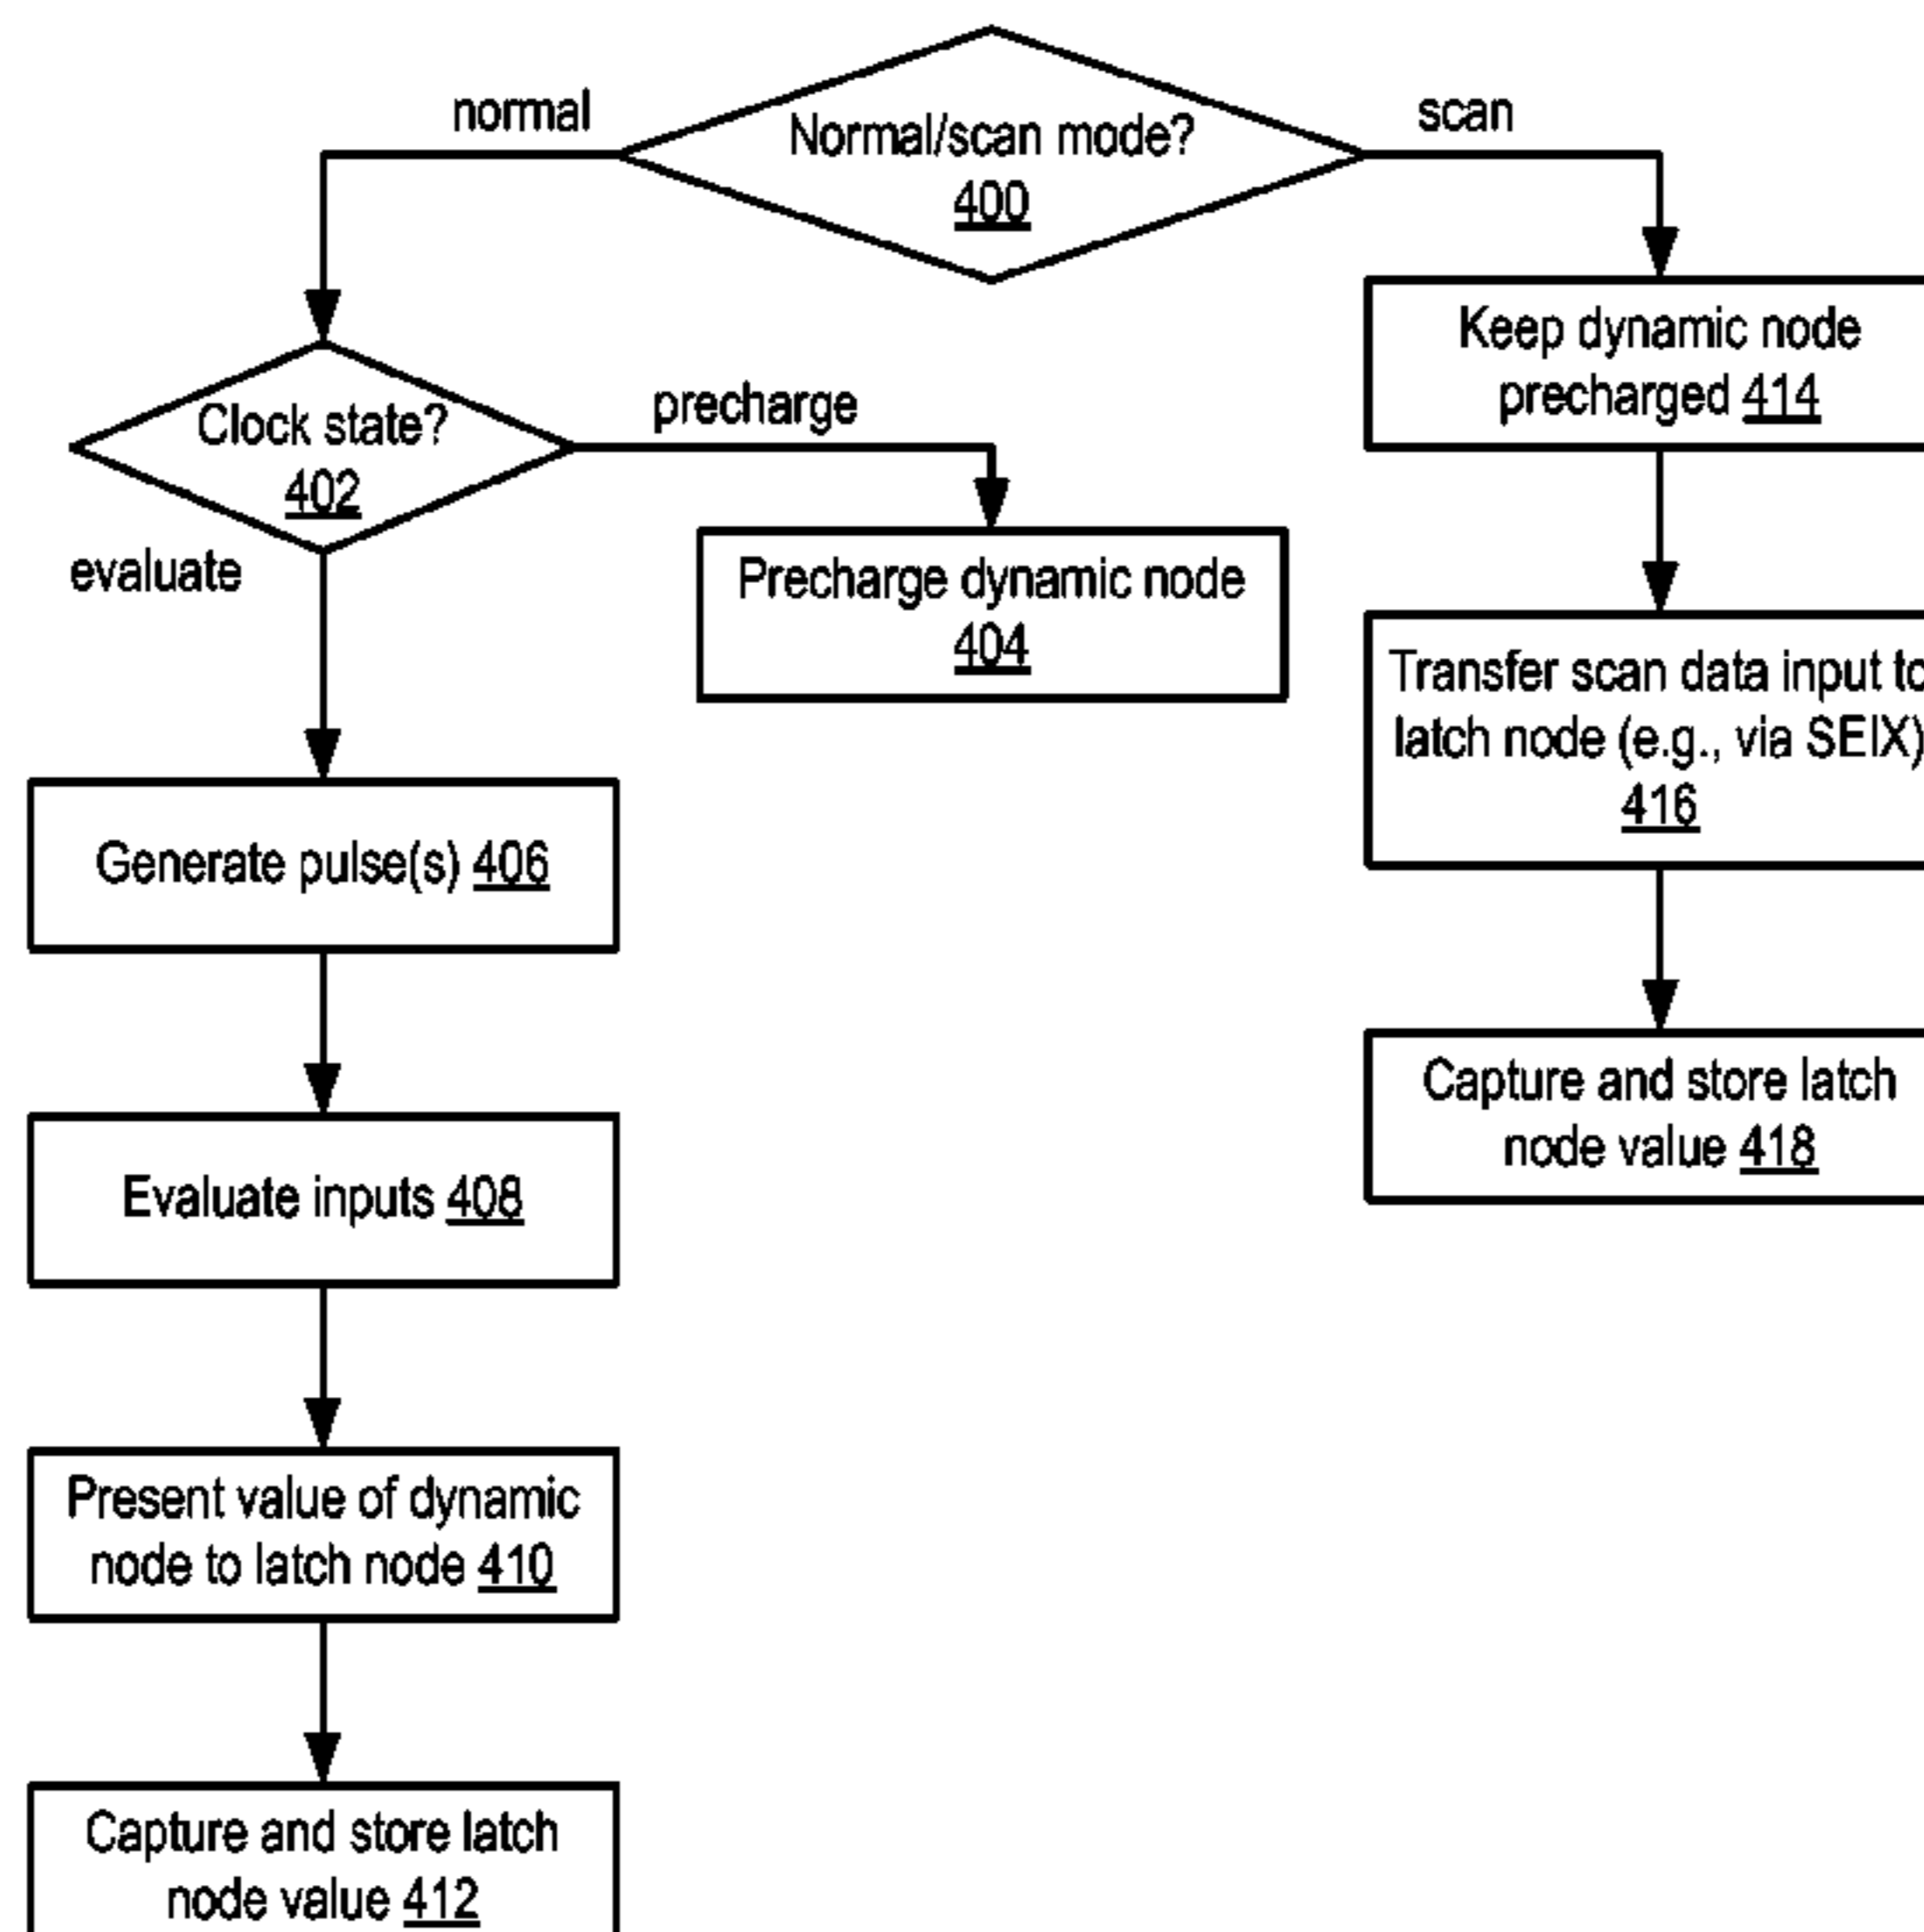 normal
Normal/scan mode?
400
scan
Clock state?
402
precharge
evaluate
Precharge dynamic node
404
Generate pulse(s) 406
Evaluate inputs 408
Present value of dynamic
node to latch node 410
Capture and store latch
node value 412
Keep dynamic node
precharged 414
Transfer scan data input to
latch node (e.g., via SEIX)
416
Capture and store latch
node value 418